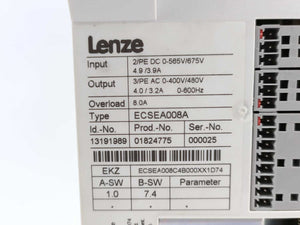 Lenze
Input 2/PE DC 0-565V/675V
4.9 /3.9A
Output 3/PE AC 0-400V/480V
4.0 / 3.2A 0-600Hz
Overload 8.0A
Type ECSEA008A
Id.-No. Prod.-No. Ser.-No.
13191989 01824775 000025
EKZ ECSEA008C4B000XX1D74
A-SW B-SW Parameter
1.0 7.4